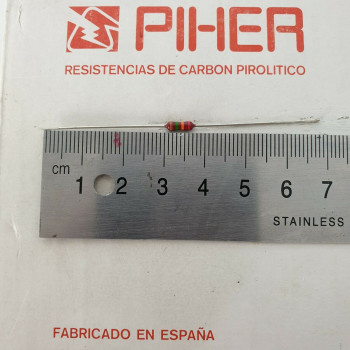 PIHER
RESISTENCIAS DE CARBON PIROLITICO
cm 1 2 3 4 5 6 7
STAINLESS
FABRICADO EN ESPAÑA